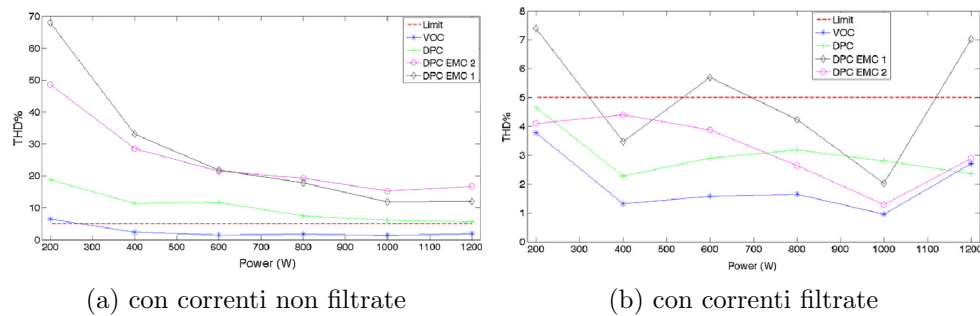 70
60
50
40
30
20
10
0
THD%
200 300 400 500 600 700 800 900 1000 1100 1200
Power (W)
Limit
VOC
DPC
DPC EMC 2
DPC EMC 1
(a) con correnti non filtrate
8
7
6
5
4
3
2
1
0
THD%
200 300 400 500 600 700 800 900 1000 1100 1200
Power (W)
Limit
VOC
DPC
DPC EMC 1
DPC EMC 2
(b) con correnti filtrate